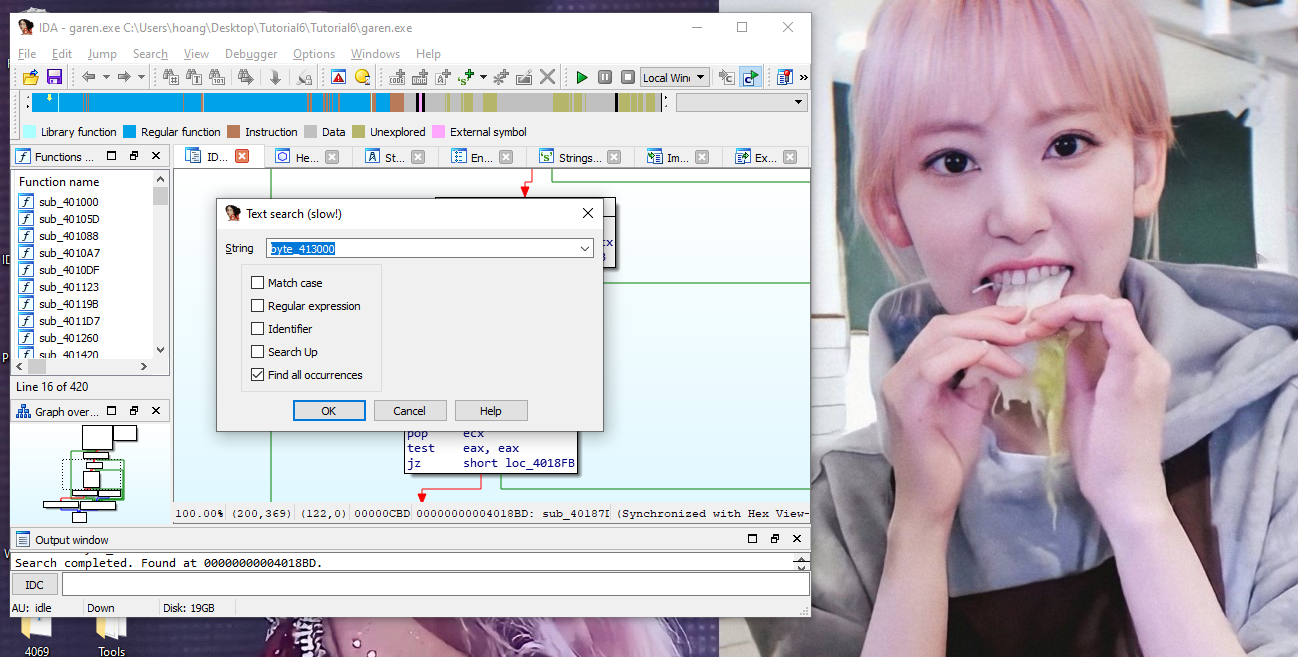 IDA - garen.exe C:\Users\hoang\Desktop\Tutorial6\Tutorial6\garen.exe
File Edit Jump Search View Debugger Options Windows Help
Local Win
Library function Regular function Instruction Data Unexplored External symbol
Functions ... ID... He... St... En... Strings... Im... Ex...
Function name
sub_401000
sub_40105D
sub_401088
sub_4010A7
sub_4010DF
sub_401123
sub_40119B
sub_4011D7
sub_401260
sub_401420
Line 16 of 420
Graph over...
Text search (slow!)
String byte_413000
Match case
Regular expression
Identifier
Search Up
Find all occurrences
OK Cancel Help
cx
pop ecx
test eax, eax
jz short loc_4018FB
100.00% (200,369) (122,0) 00000CBD 00000000004018BD: sub_40187D (Synchronized with Hex View-
Output window
Search completed. Found at 00000000004018BD.
IDC
AU: idle Down Disk: 19GB
4069 Tools